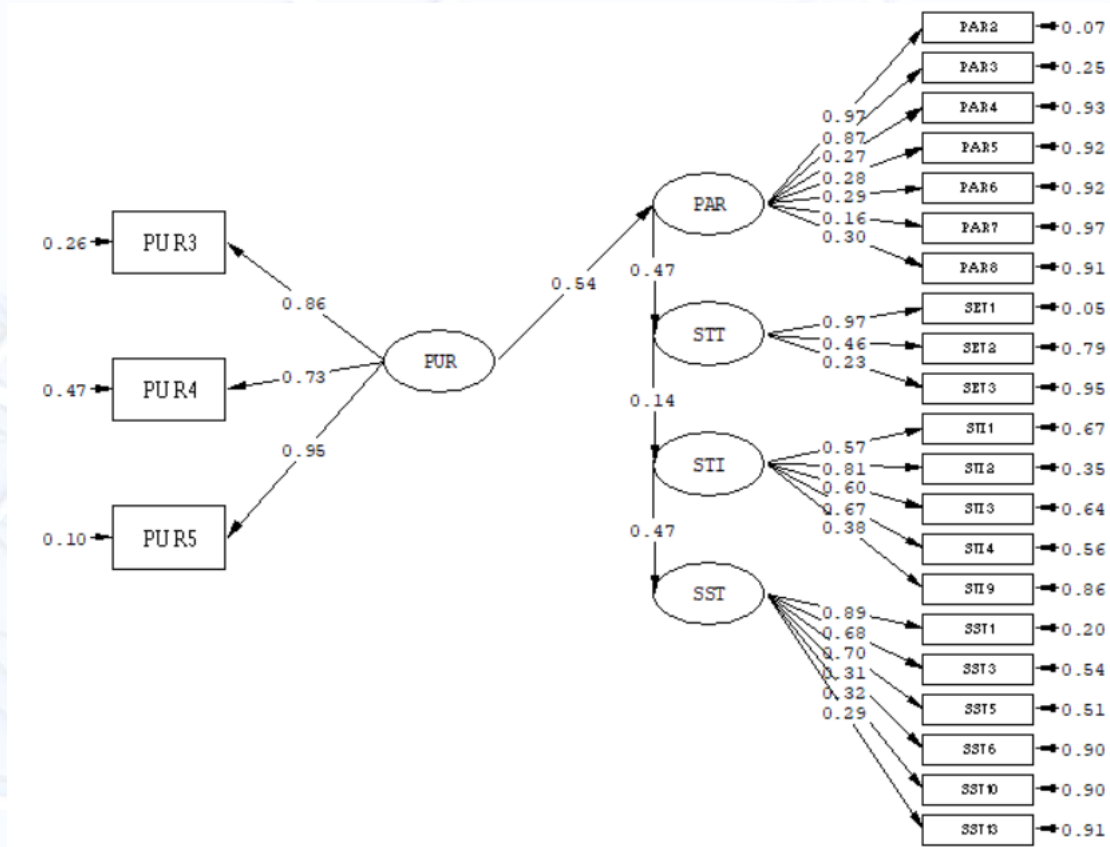 PAR2 0.07
PAR3 0.25
0.97 PAR4 0.93
0.87
0.27 PAR5 0.92
0.28
0.29 PAR6 0.92
PAR
0.16 PAR7 0.97
0.30
PUR3 0.26
PAR8 0.91
0.47
0.54
0.86
0.97 SET1 0.05
STT
0.46 SET2 0.79
0.23
PUR
0.73
PUR4 0.47
SET3 0.95
0.14
STI1 0.67
0.57
0.95
STI
0.81 STI2 0.35
0.60
0.67 STI3 0.64
0.38
0.47
PUR5 0.10
STI4 0.56
STI9 0.86
SST
0.89 SST1 0.20
0.68
0.70 SST3 0.54
0.31
0.32 SST5 0.51
0.29
SST6 0.90
SST10 0.90
SST13 0.91